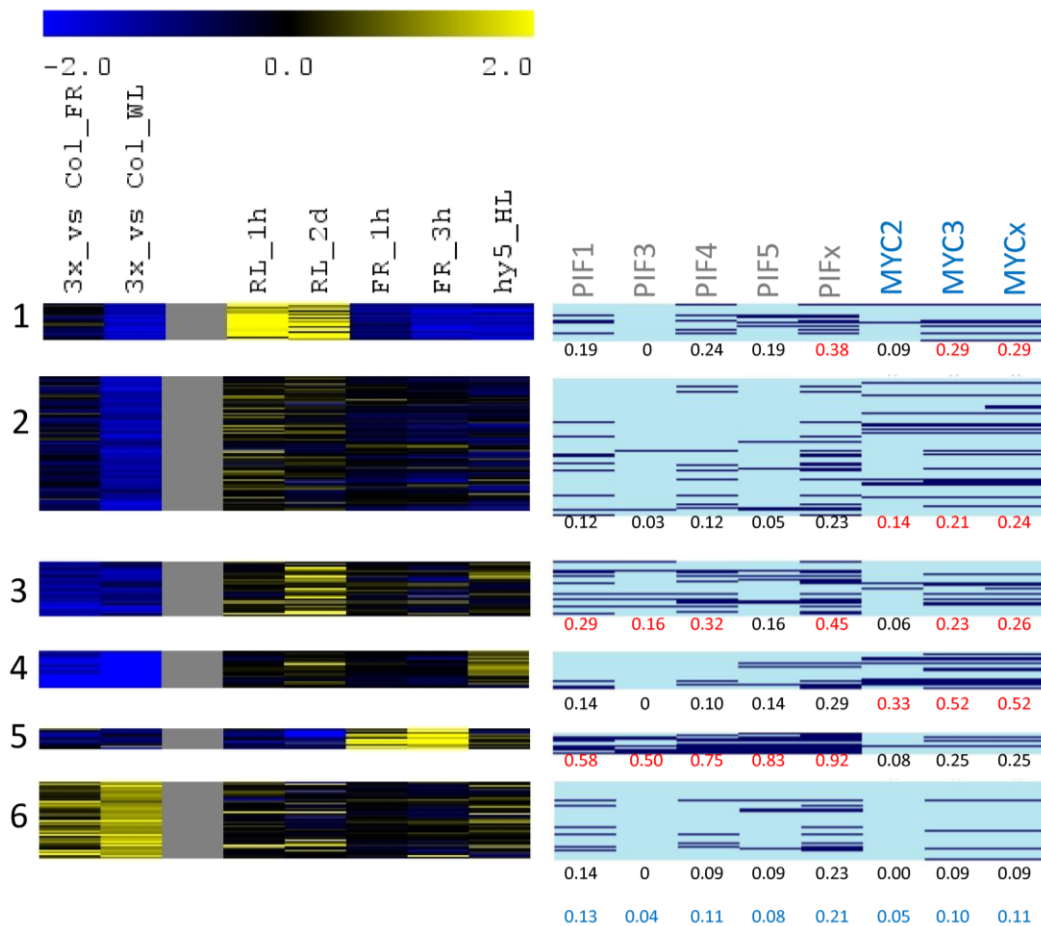 -2.0 0.0 2.0
3x_vs Col_FR
3x_vs Col_WL
RL_1h
RL_2d
FR_1h
FR_3h
hy5_HL
PIF1
PIF3
PIF4
PIF5
PIFx
MYC2
MYC3
MYCx
1
0.19 0 0.24 0.19 0.38 0.09 0.29 0.29
2
0.12 0.03 0.12 0.05 0.23 0.14 0.21 0.24
3
0.29 0.16 0.32 0.16 0.45 0.06 0.23 0.26
4
0.14 0 0.10 0.14 0.29 0.33 0.52 0.52
5
0.58 0.50 0.75 0.83 0.92 0.08 0.25 0.25
6
0.14 0 0.09 0.09 0.23 0.00 0.09 0.09
0.13 0.04 0.11 0.08 0.21 0.05 0.10 0.11